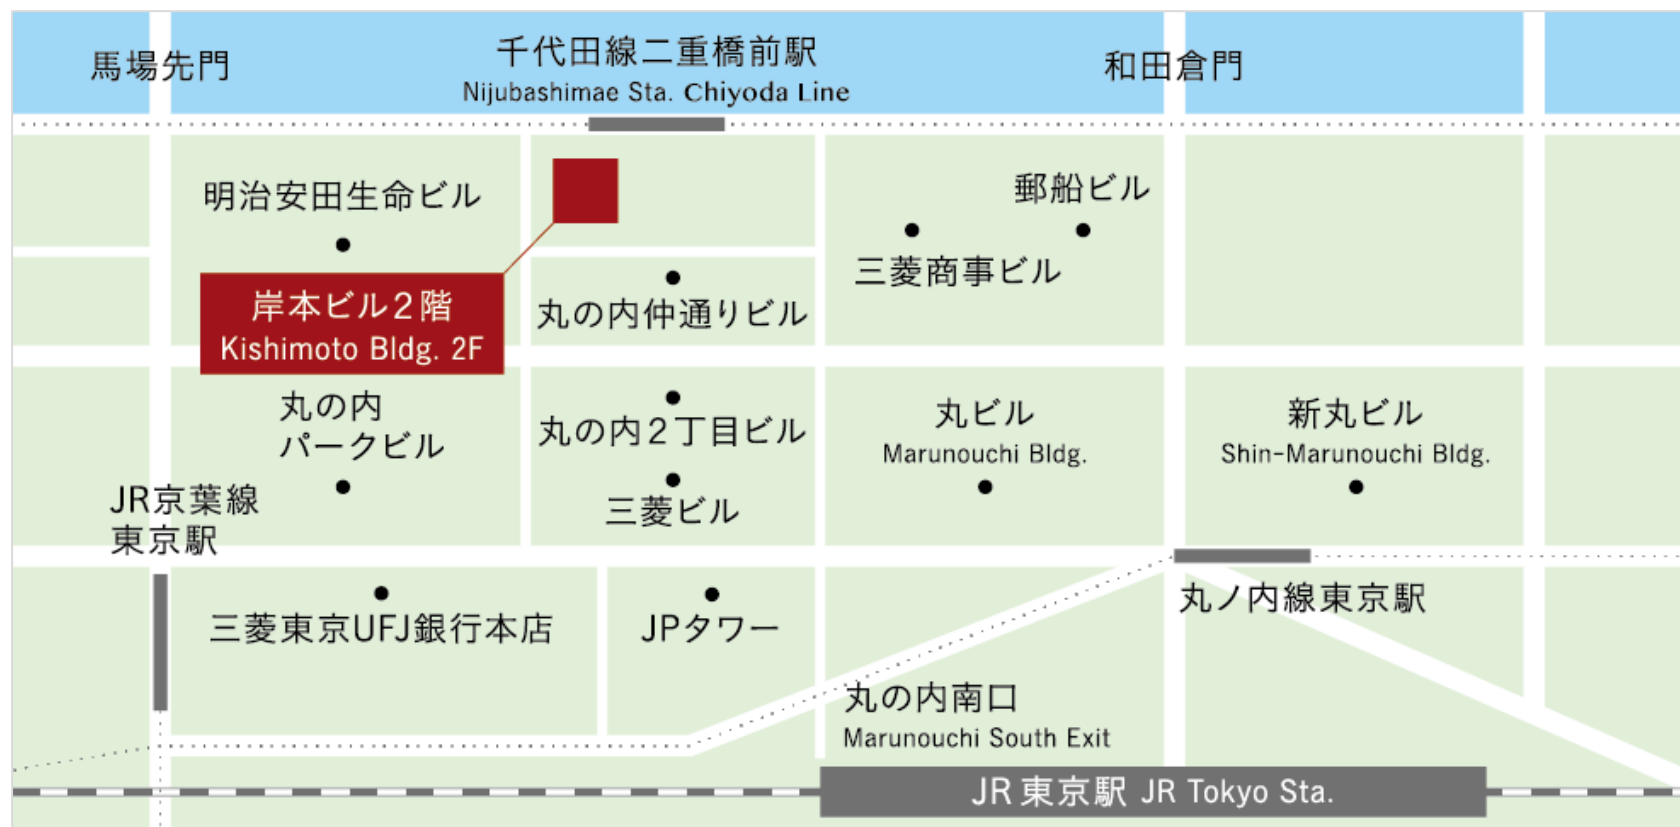 馬場先門
千代田線二重橋前駅
Nijubashimae Sta. Chiyoda Line
和田倉門
明治安田生命ビル
郵船ビル
三菱商事ビル
岸本ビル2階
Kishimoto Bldg. 2F
丸の内仲通りビル
丸の内
パークビル
丸の内2丁目ビル
丸ビル
Marunouchi Bldg.
新丸ビル
Shin-Marunouchi Bldg.
JR京葉線
東京駅
三菱ビル
三菱東京UFJ銀行本店
JPタワー
丸ノ内線東京駅
丸の内南口
Marunouchi South Exit
JR東京駅 JR Tokyo Sta.